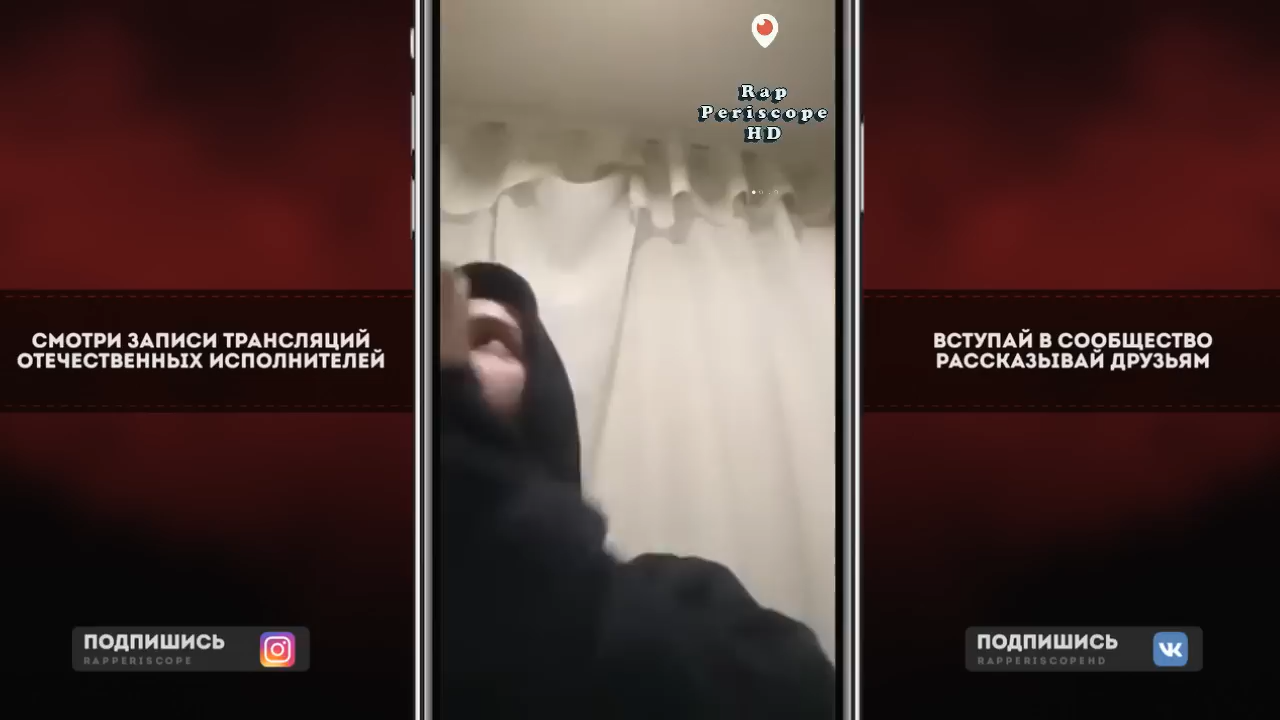 Rap
Periscope
HD
СМОТРИ ЗАПИСИ ТРАНСЛЯЦИЙ
ОТЕЧЕСТВЕННЫХ ИСПОЛНИТЕЛЕЙ
ВСТУПАЙ В СООБЩЕСТВО
РАССКАЗЫВАЙ ДРУЗЬЯМ
ПОДПИШИСЬ
RAPPERISCOPE
ПОДПИШИСЬ
RAPPERISCOPEHD